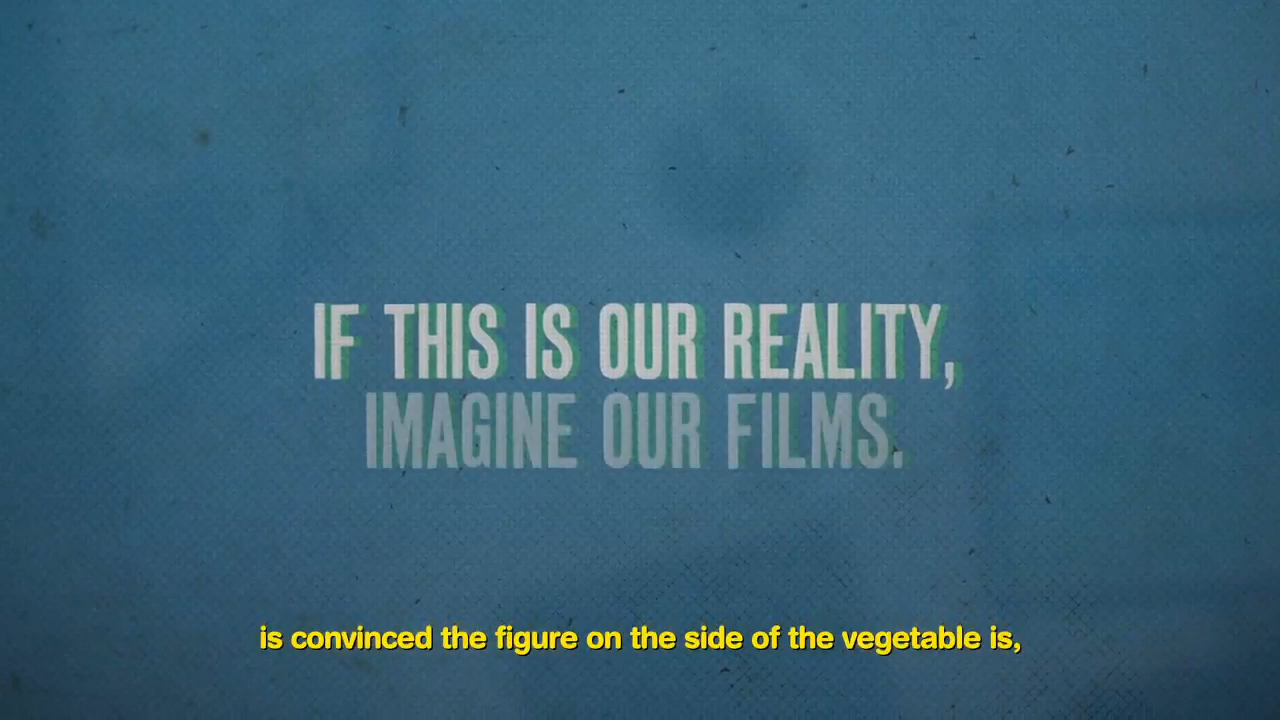 IF THIS IS OUR REALITY,
IMAGINE OUR FILMS.
is convinced the figure on the side of the vegetable is,